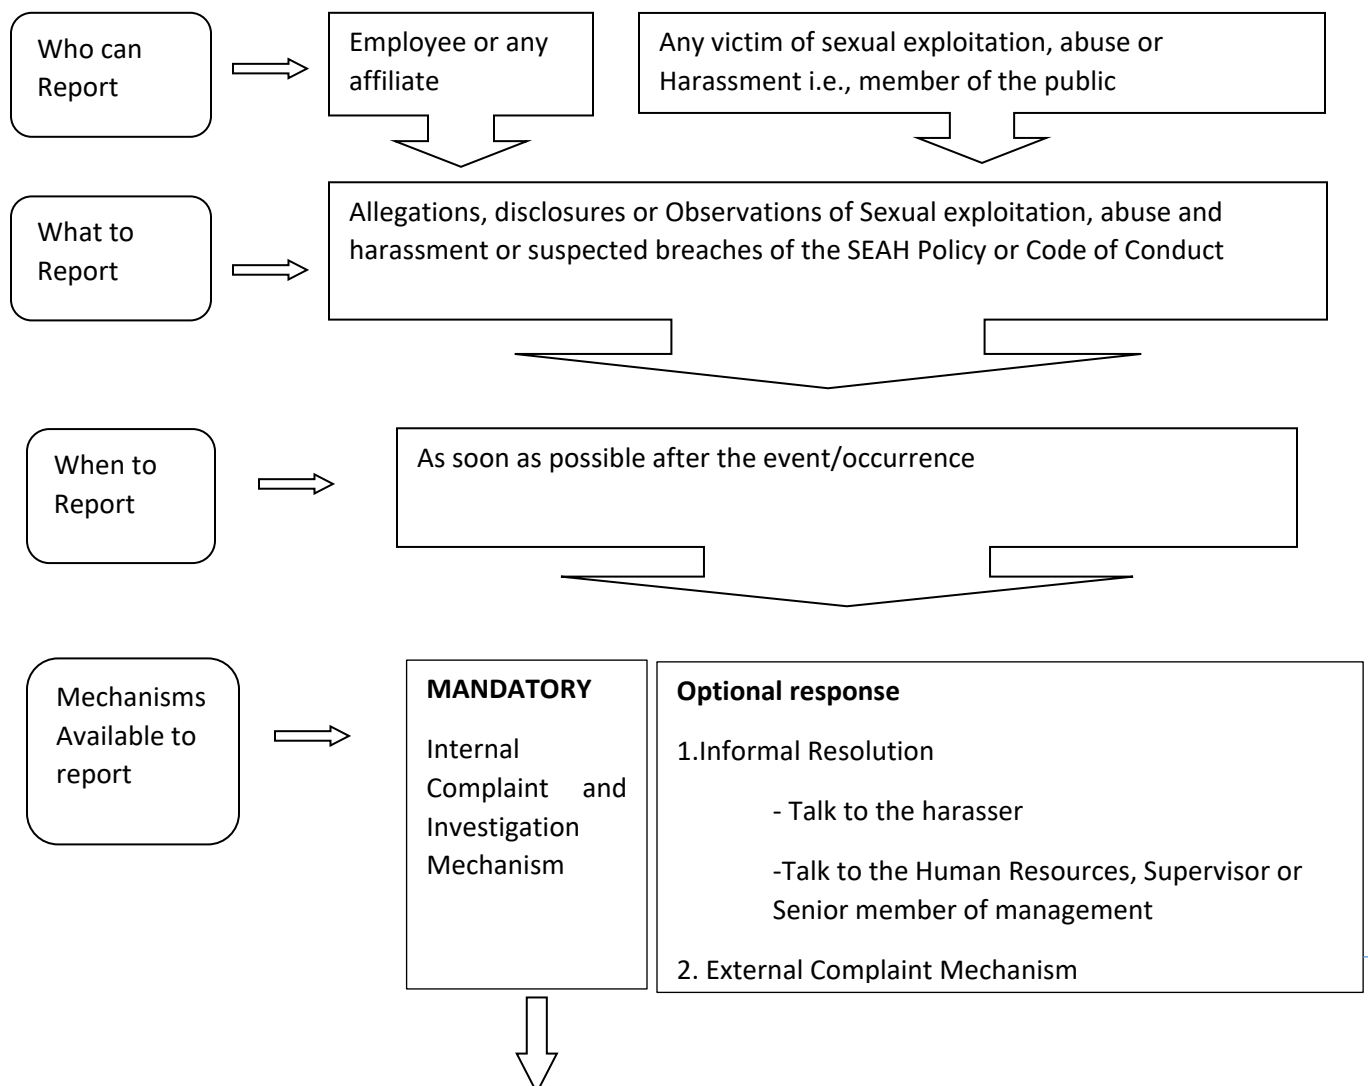 Who can
Report
Employee or any
affiliate
Any victim of sexual exploitation, abuse or
Harassment i.e., member of the public
What to
Report
Allegations, disclosures or Observations of Sexual exploitation, abuse and
harassment or suspected breaches of the SEAH Policy or Code of Conduct
When to
Report
As soon as possible after the event/occurrence
Mechanisms
Available to
report
MANDATORY
Internal
Complaint and
Investigation
Mechanism
Optional response
1.Informal Resolution
- Talk to the harasser
-Talk to the Human Resources, Supervisor or
Senior member of management
2. External Complaint Mechanism